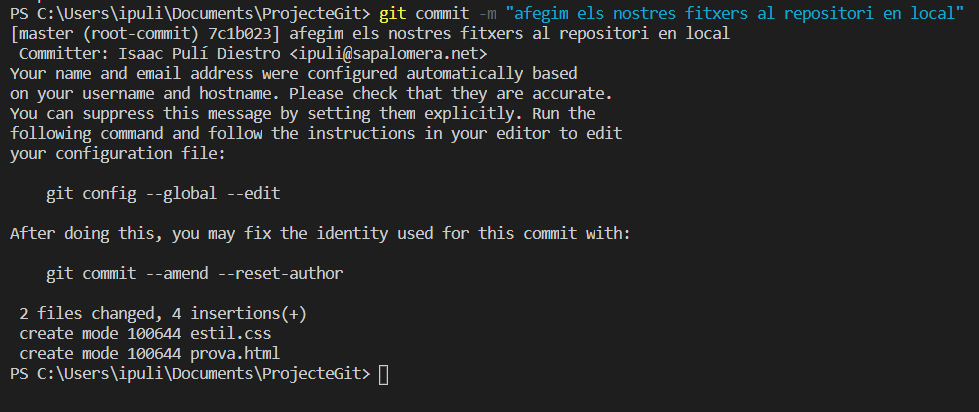 PS C:\Users\ipuli\Documents\ProjecteGit> git commit -m "afegim els nostres fitxers al repositori en local"
[master (root-commit) 7c1b023] afegim els nostres fitxers al repositori en local
 Committer: Isaac Pulí Diestro <ipuli@sapalomera.net>
Your name and email address were configured automatically based
on your username and hostname. Please check that they are accurate.
You can suppress this message by setting them explicitly. Run the
following command and follow the instructions in your editor to edit
your configuration file:
    git config --global --edit
After doing this, you may fix the identity used for this commit with:
    git commit --amend --reset-author
 2 files changed, 4 insertions(+)
 create mode 100644 estil.css
 create mode 100644 prova.html
PS C:\Users\ipuli\Documents\ProjecteGit>